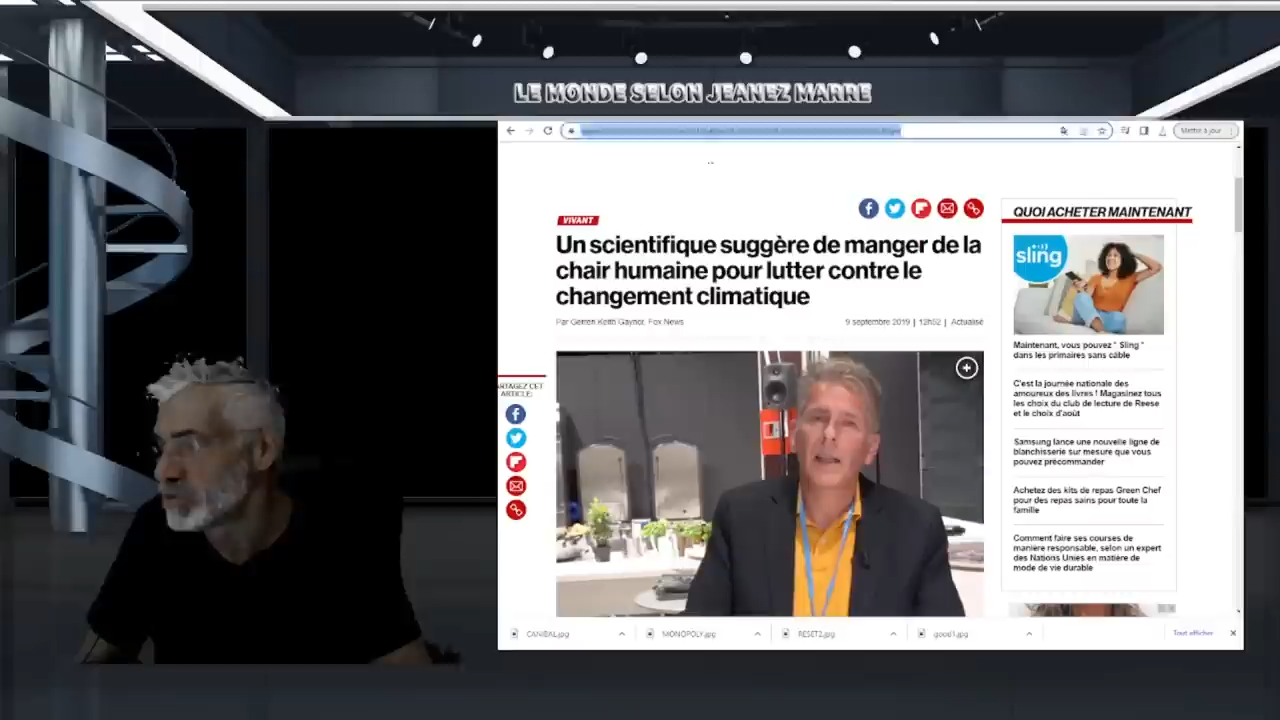 LE MONDE SELON JEANEZ MARRE
Mettre à jour
VIVANT
Un scientifique suggère de manger de la
chair humaine pour lutter contre le
changement climatique
Par Gerren Keith Gaynor, Fox News
9 septembre 2019 | 12h52 | Actualisé
RTAGEZ CET
ARTICLE:
QUOI ACHETER MAINTENANT
sling
Maintenant, vous pouvez " Sling "
dans les primaires sans câble
C'est la journée nationale des
amoureux des livres ! Magasinez tous
les choix du club de lecture de Reese
et le choix d'août
Samsung lance une nouvelle ligne de
blanchisserie sur mesure que vous
pouvez précommander
Achetez des kits de repas Green Chef
pour des repas sains pour toute la
famille
Comment faire ses courses de
manière responsable, selon un expert
des Nations Unies en matière de
mode de vie durable
CANIBAL.jpg
MONOPOLY.jpg
RESET2.jpg
good1.jpg
Tout afficher